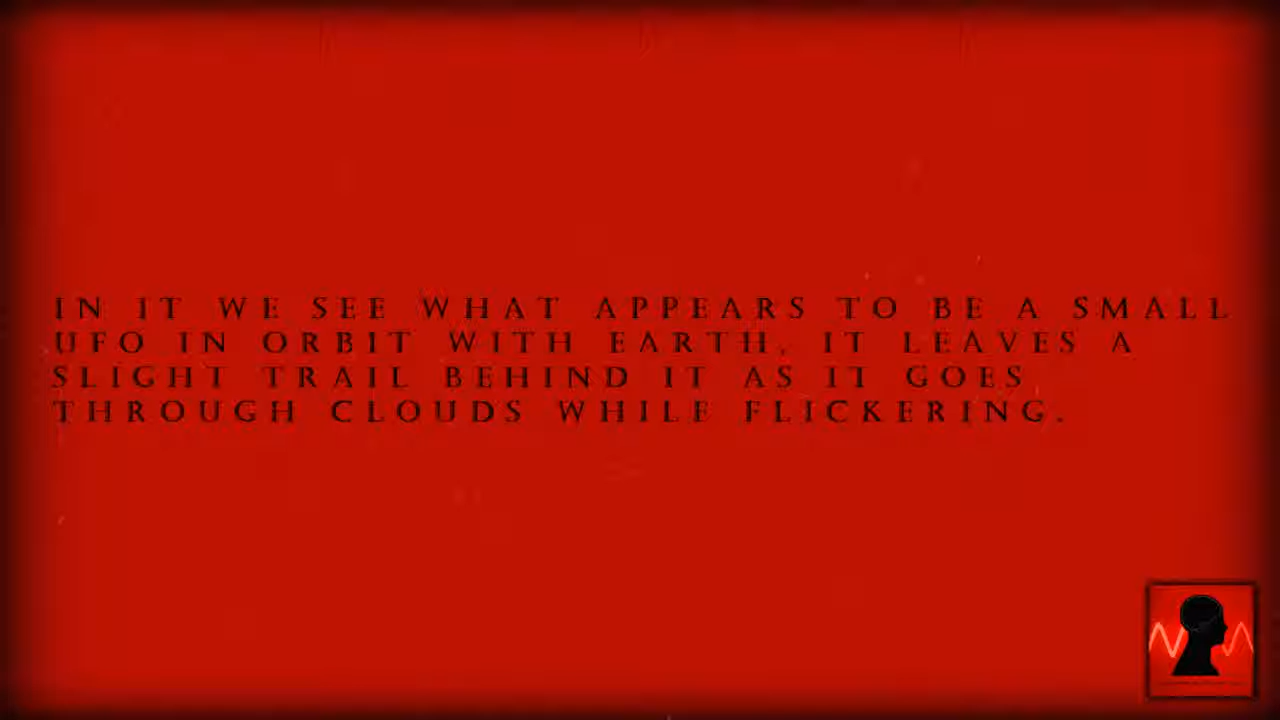 IN IT WE SEE WHAT APPEARS TO BE A SMALL
UFO IN ORBIT WITH EARTH. IT LEAVES A
SLIGHT TRAIL BEHIND IT AS IT GOES
THROUGH CLOUDS WHILE FLICKERING.